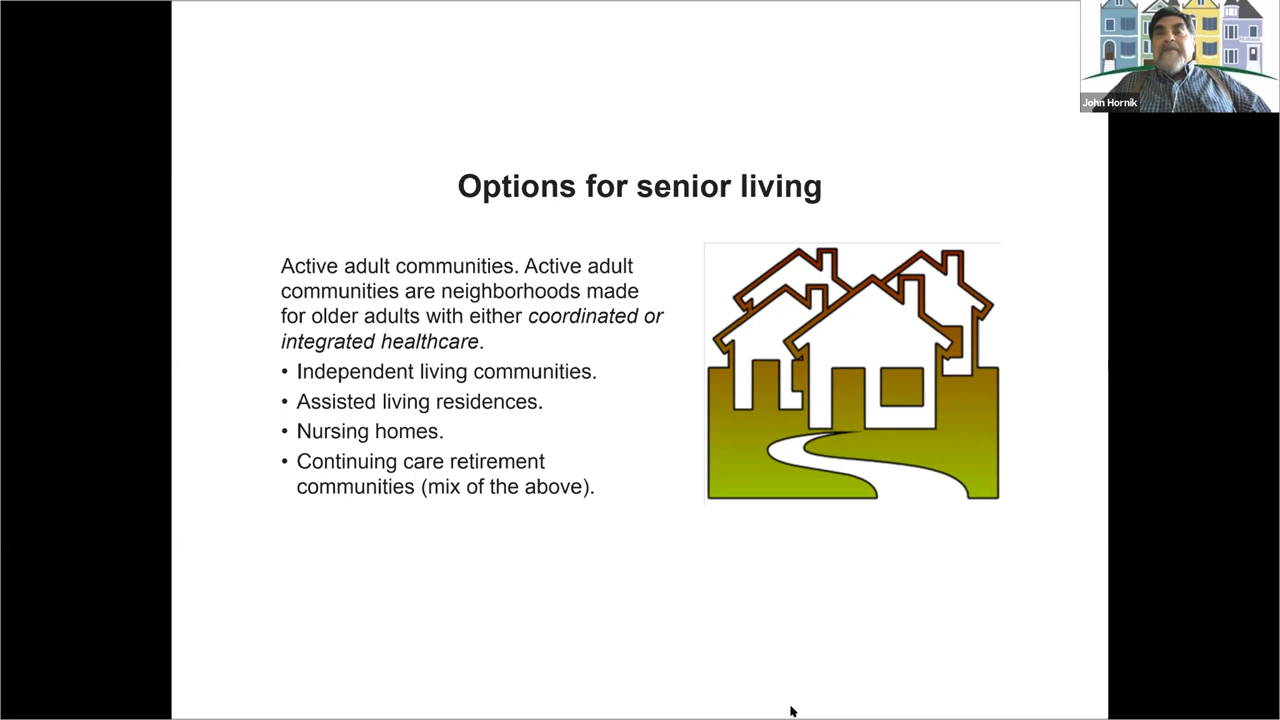 John Hornik
Options for senior living
Active adult communities. Active adult
communities are neighborhoods made
for older adults with either coordinated or
integrated healthcare.
• Independent living communities.
• Assisted living residences.
• Nursing homes.
• Continuing care retirement
communities (mix of the above).